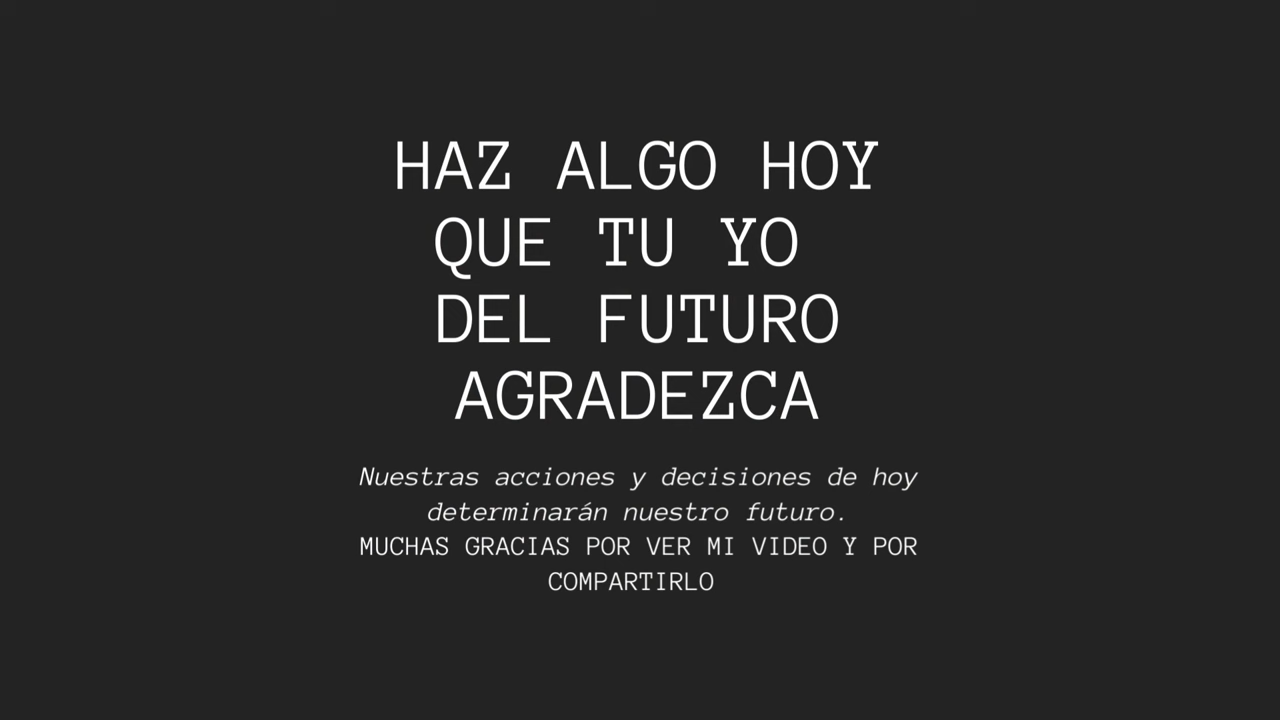 HAZ ALGO HOY
QUE TU YO
DEL FUTURO
AGRADEZCA
Nuestras acciones y decisiones de hoy
determinarán nuestro futuro.
MUCHAS GRACIAS POR VER MI VIDEO Y POR
COMPARTIRLO